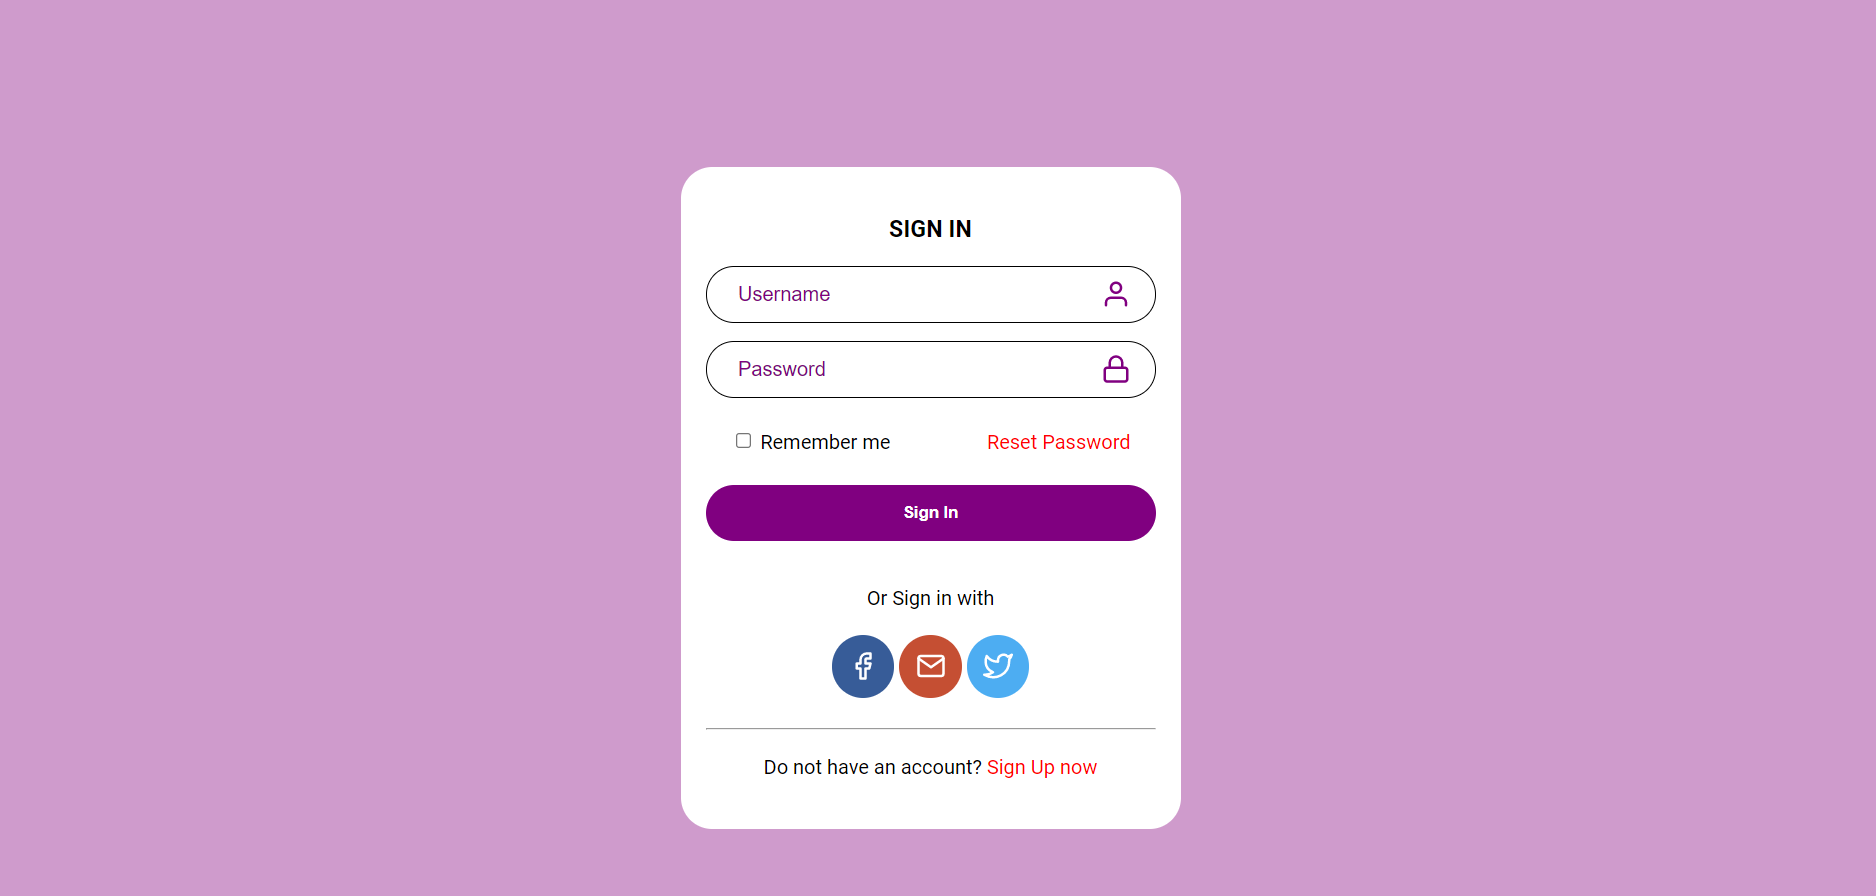 SIGN IN
Username
Password
Remember me Reset Password
Sign In
Or Sign in with
Do not have an account? Sign Up now